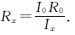 Rₓ = I₀R₀/Iₓ.